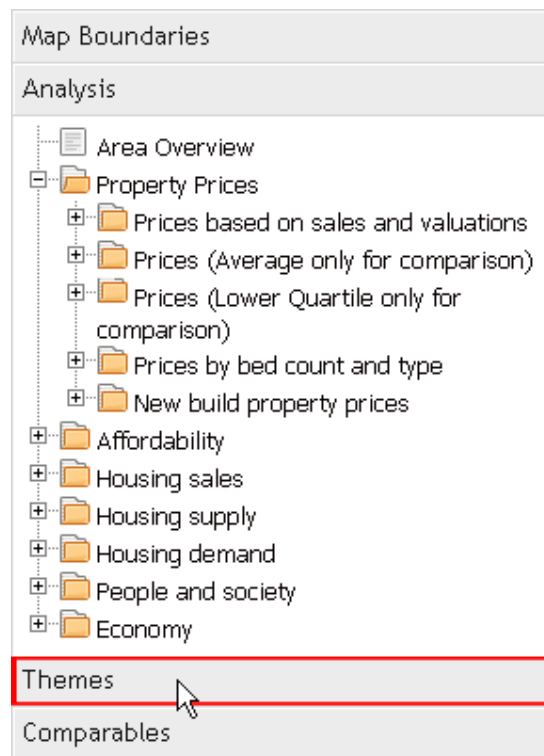 Map Boundaries
Analysis
Area Overview
Property Prices
Prices based on sales and valuations
Prices (Average only for comparison)
Prices (Lower Quartile only for
comparison)
Prices by bed count and type
New build property prices
Affordability
Housing sales
Housing supply
Housing demand
People and society
Economy
Themes
Comparables